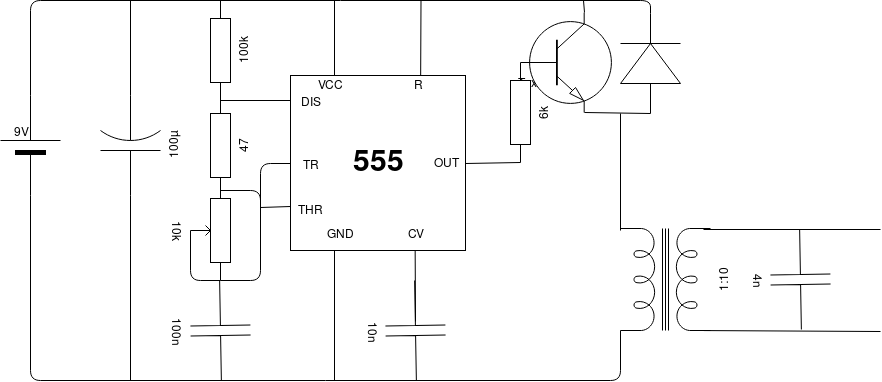 9V
100µ
100k
47
10k
100n
VCC
R
DIS
TR
555
OUT
THR
GND
CV
10n
6k
1:10
4n